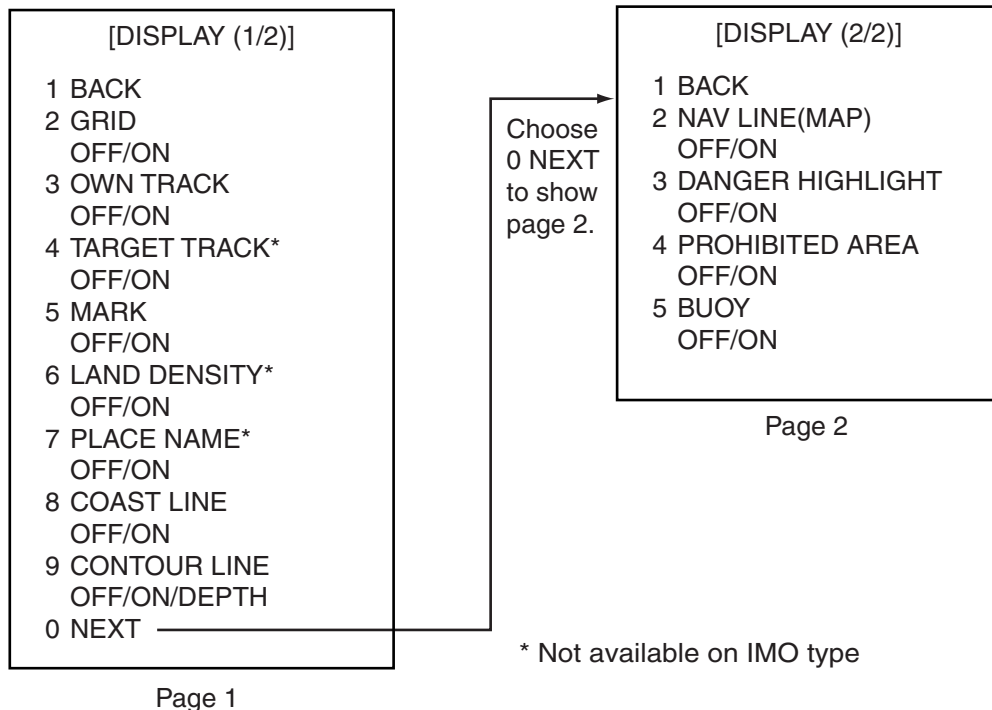 [DISPLAY (1/2)]
1 BACK
2 GRID
OFF/ON
3 OWN TRACK
OFF/ON
4 TARGET TRACK*
OFF/ON
5 MARK
OFF/ON
6 LAND DENSITY*
OFF/ON
7 PLACE NAME*
OFF/ON
8 COAST LINE
OFF/ON
9 CONTOUR LINE
OFF/ON/DEPTH
0 NEXT
Page 1
Choose
0 NEXT
to show
page 2.
[DISPLAY (2/2)]
1 BACK
2 NAV LINE(MAP)
OFF/ON
3 DANGER HIGHLIGHT
OFF/ON
4 PROHIBITED AREA
OFF/ON
5 BUOY
OFF/ON
Page 2
* Not available on IMO type